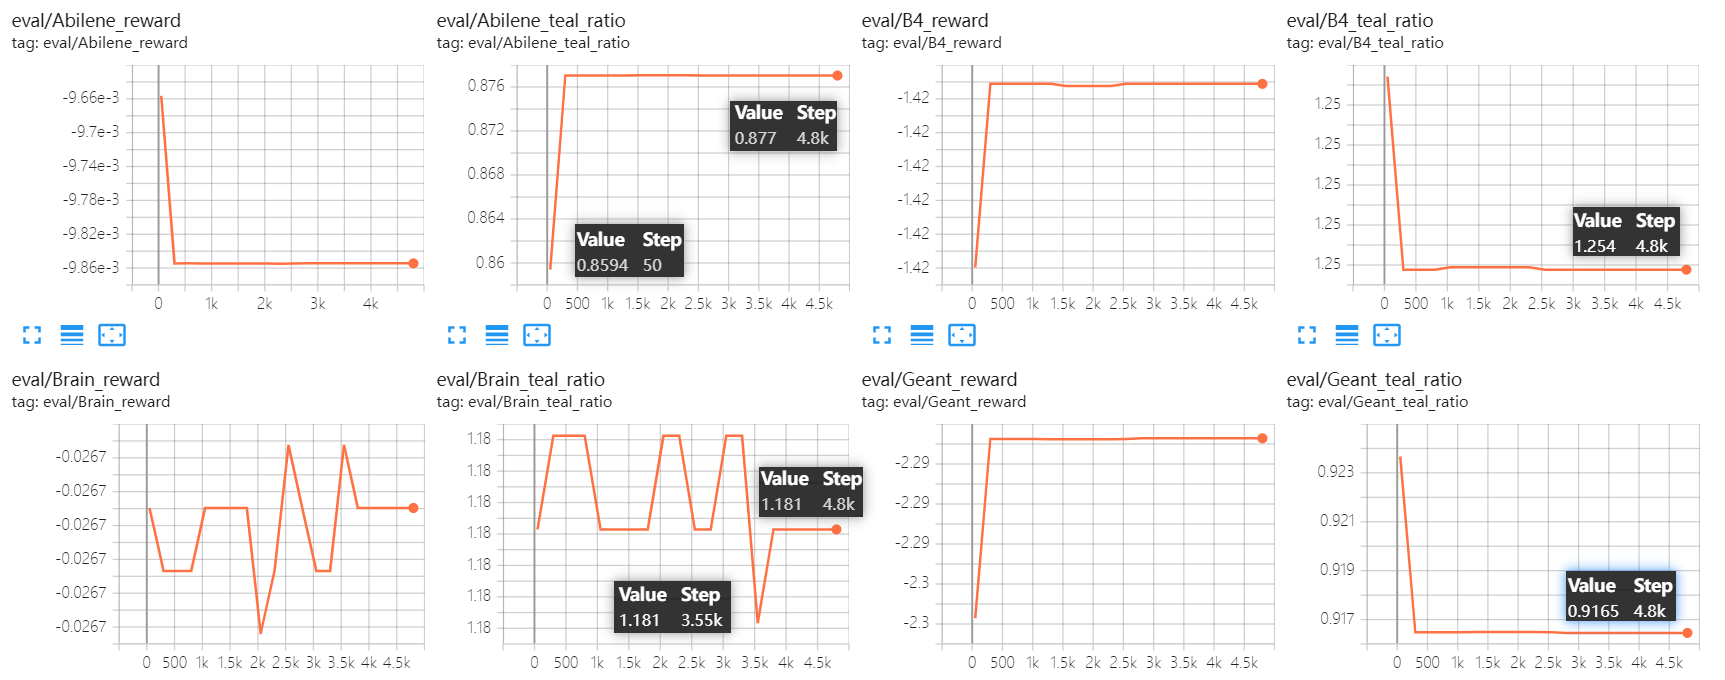 eval/Abilene_reward
tag: eval/Abilene_reward
-9.66e-3
-9.7e-3
-9.74e-3
-9.78e-3
-9.82e-3
-9.86e-3
0 1k 2k 3k 4k
eval/Abilene_teal_ratio
tag: eval/Abilene_teal_ratio
0.876
0.872
0.868
0.864
0.86
Value Step
0.877 4.8k
Value Step
0.8594 50
0 500 1k 1.5k 2k 2.5k 3k 3.5k 4k 4.5k
eval/B4_reward
tag: eval/B4_reward
-1.42
-1.42
-1.42
-1.42
-1.42
-1.42
0 500 1k 1.5k 2k 2.5k 3k 3.5k 4k 4.5k
eval/B4_teal_ratio
tag: eval/B4_teal_ratio
1.25
1.25
1.25
1.25
1.25
Value Step
1.254 4.8k
0 500 1k 1.5k 2k 2.5k 3k 3.5k 4k 4.5k
eval/Brain_reward
tag: eval/Brain_reward
-0.0267
-0.0267
-0.0267
-0.0267
-0.0267
-0.0267
0 500 1k 1.5k 2k 2.5k 3k 3.5k 4k 4.5k
eval/Brain_teal_ratio
tag: eval/Brain_teal_ratio
1.18
1.18
1.18
1.18
1.18
1.18
1.18
Value Step
1.181 4.8k
Value Step
1.181 3.55k
0 500 1k 1.5k 2k 2.5k 3k 3.5k 4k 4.5k
eval/Geant_reward
tag: eval/Geant_reward
-2.29
-2.29
-2.29
-2.3
-2.3
0 500 1k 1.5k 2k 2.5k 3k 3.5k 4k 4.5k
eval/Geant_teal_ratio
tag: eval/Geant_teal_ratio
0.923
0.921
0.919
0.917
Value Step
0.9165 4.8k
0 500 1k 1.5k 2k 2.5k 3k 3.5k 4k 4.5k